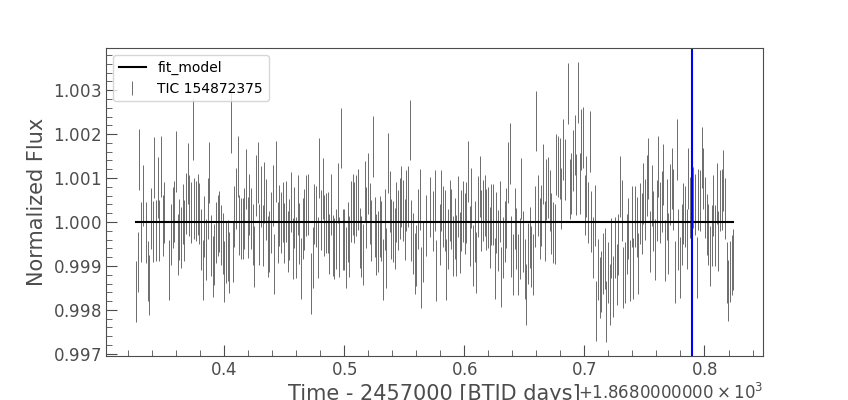 fit_model
TIC 154872375
Normalized Flux
1.003
1.002
1.001
1.000
0.999
0.998
0.997
0.4 0.5 0.6 0.7 0.8
Time - 2457000 [BTJD days]
+1.8680000000 × 10³